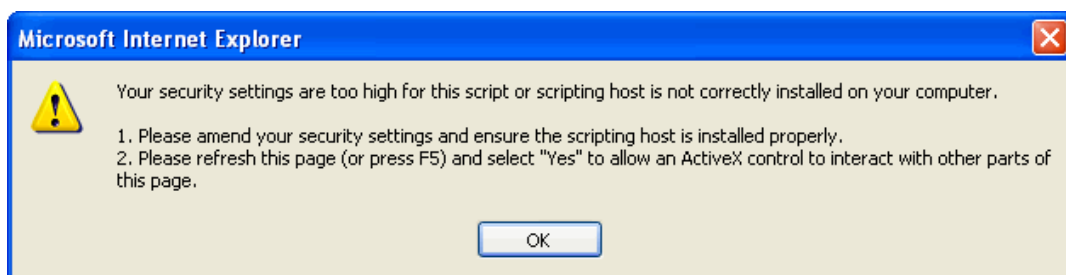 Microsoft Internet Explorer
Your security settings are too high for this script or scripting host is not correctly installed on your computer.
1. Please amend your security settings and ensure the scripting host is installed properly.
2. Please refresh this page (or press F5) and select "Yes" to allow an ActiveX control to interact with other parts of
this page.
OK